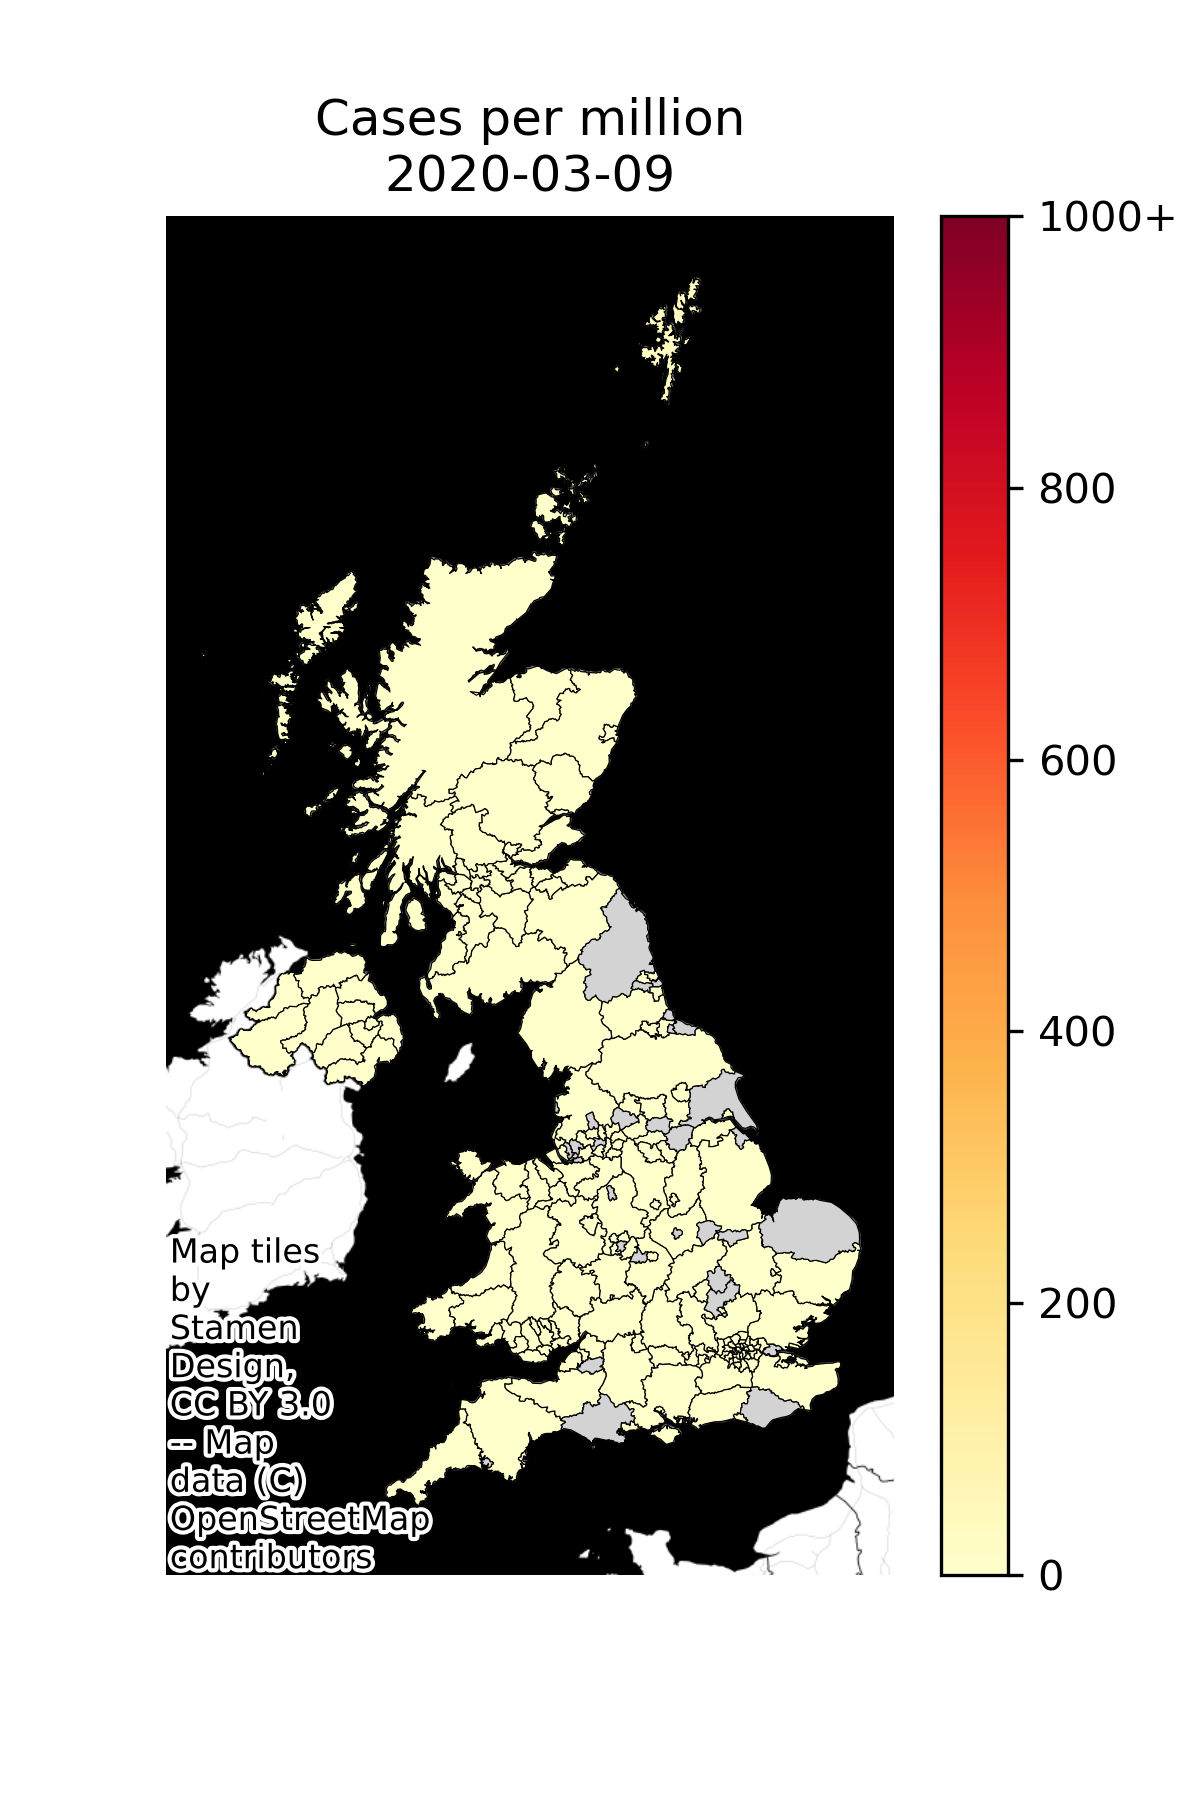 Cases per million
2020-03-09
1000+
800
600
400
200
0
Map tiles
by
Stamen
Design,
CC BY 3.0
-- Map
data (C)
OpenStreetMap
contributors